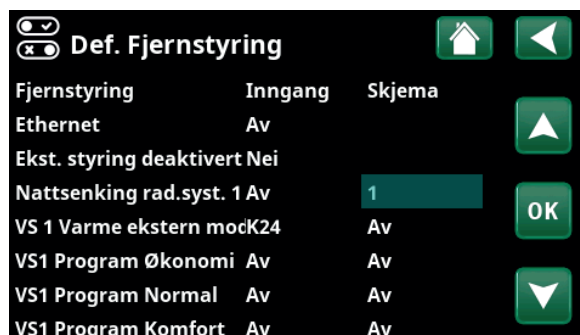 Def. Fjernstyring
Fjernstyring Inngang Skjema
Ethernet Av
Ekst. styring deaktivert Nei
Nattsenking rad.syst. 1 Av 1
OK
VS 1 Varme ekstern mod K24 Av
VS1 Program Økonomi Av Av
VS1 Program Normal Av Av
VS1 Program Komfort Av Av